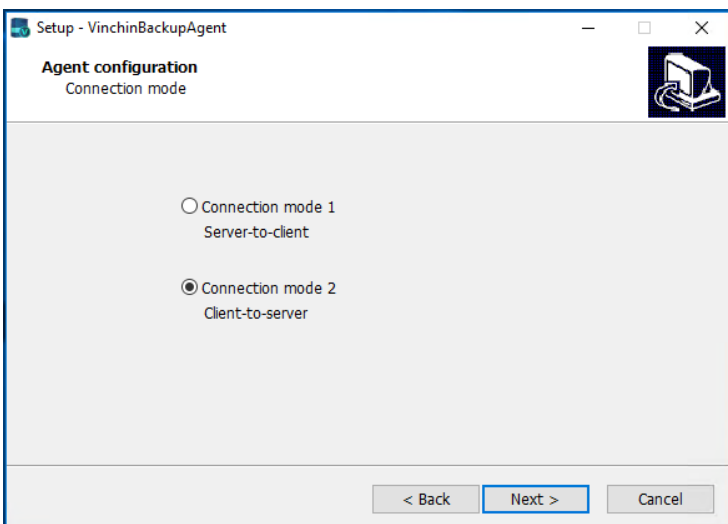 Setup - VinchinBackupAgent
Agent configuration
Connection mode
Connection mode 1
Server-to-client
Connection mode 2
Client-to-server
< Back
Next >
Cancel